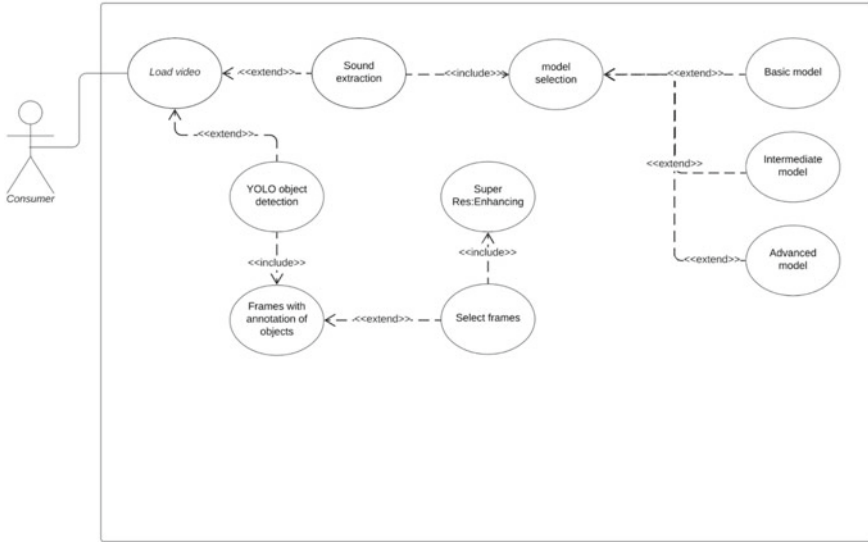 Load video
<<extend>>
Sound
extraction
<<include>>
model
selection
<<extend>>
Basic model
<<extend>>
Consumer
YOLO object
detection
Super
Res:Enhancing
<<extend>>
Intermediate
model
<<include>>
<<include>>
<<extend>>
Advanced
model
Frames with
annotation of
objects
<<extend>>
Select frames